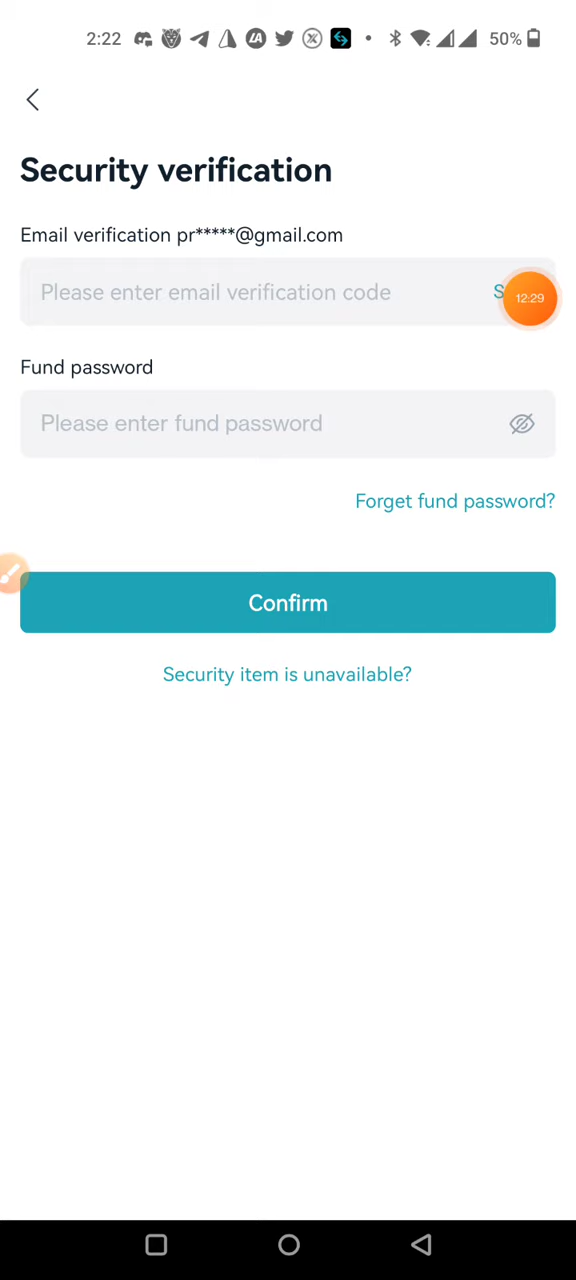 2:22
50%
Security verification
Email verification pr*****@gmail.com
Please enter email verification code
12:29
Fund password
Please enter fund password
Forget fund password?
Confirm
Security item is unavailable?